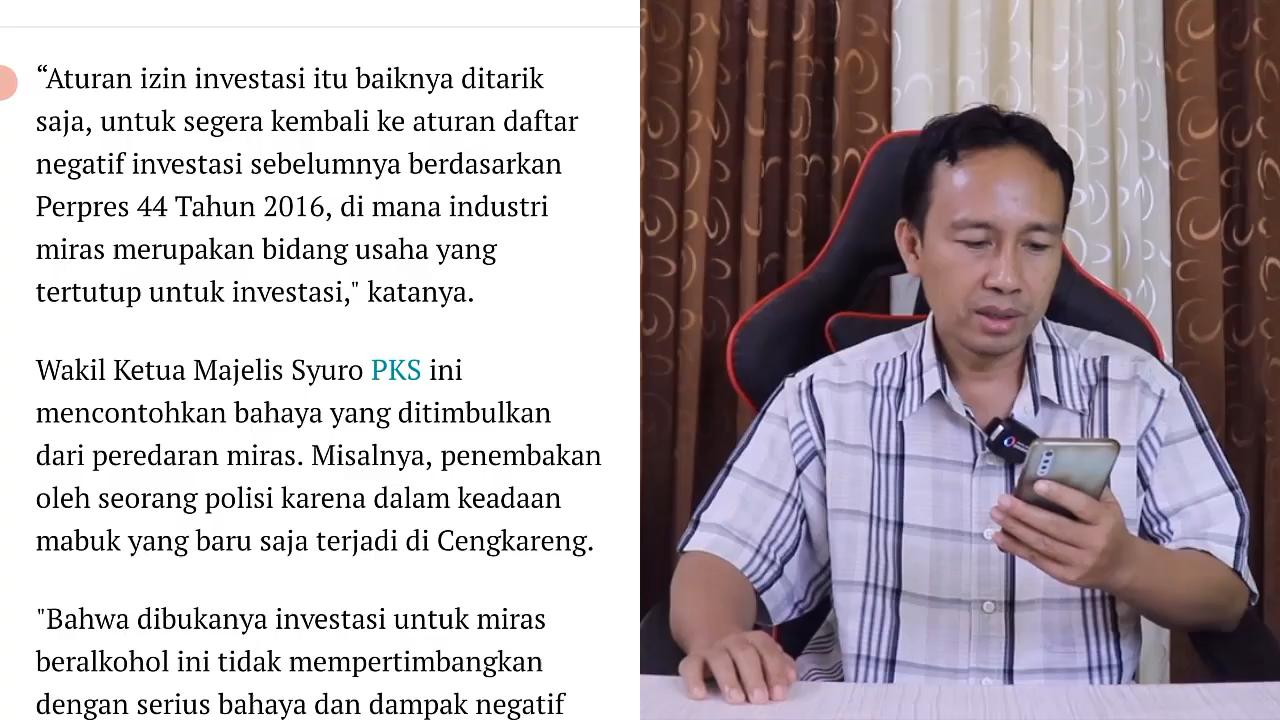 “Aturan izin investasi itu baiknya ditarik
saja, untuk segera kembali ke aturan daftar
negatif investasi sebelumnya berdasarkan
Perpres 44 Tahun 2016, di mana industri
miras merupakan bidang usaha yang
tertutup untuk investasi," katanya.
Wakil Ketua Majelis Syuro PKS ini
mencontohkan bahaya yang ditimbulkan
dari peredaran miras. Misalnya, penembakan
oleh seorang polisi karena dalam keadaan
mabuk yang baru saja terjadi di Cengkareng.
"Bahwa dibukanya investasi untuk miras
beralkohol ini tidak mempertimbangkan
dengan serius bahaya dan dampak negatif